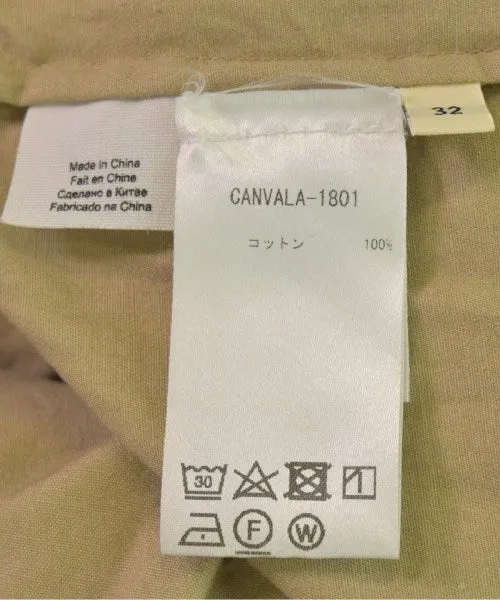 32
Made in China
Fait en Chine
Сделано в Китае
Fabricado na China
CANVALA-1801
コットン 100%
30
F W